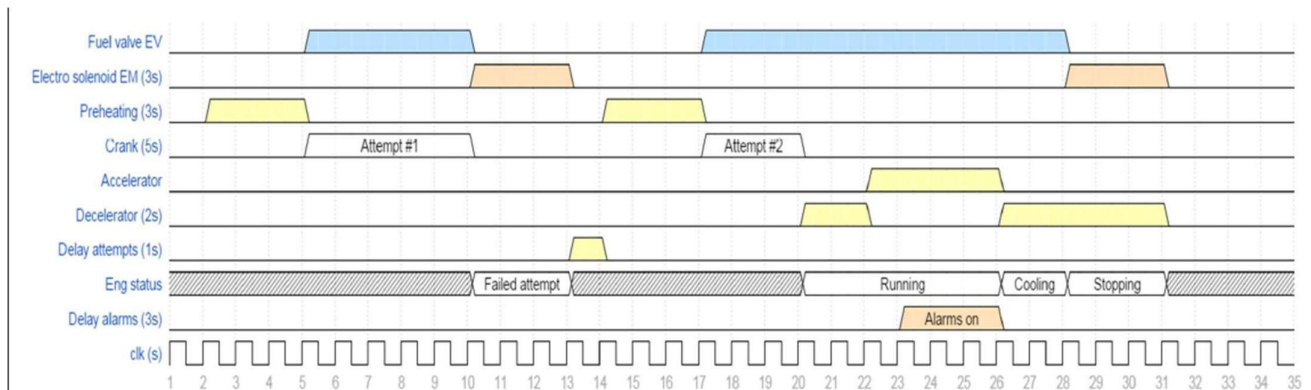 Fuel valve EV
Electro solenoid EM (3s)
Preheating (3s)
Crank (5s) Attempt #1 Attempt #2
Accelerator
Decelerator (2s)
Delay attempts (1s)
Eng status Failed attempt Running Cooling Stopping
Delay alarms (3s) Alarms on
clk (s)
1 2 3 4 5 6 7 8 9 10 11 12 13 14 15 16 17 18 19 20 21 22 23 24 25 26 27 28 29 30 31 32 33 34 35